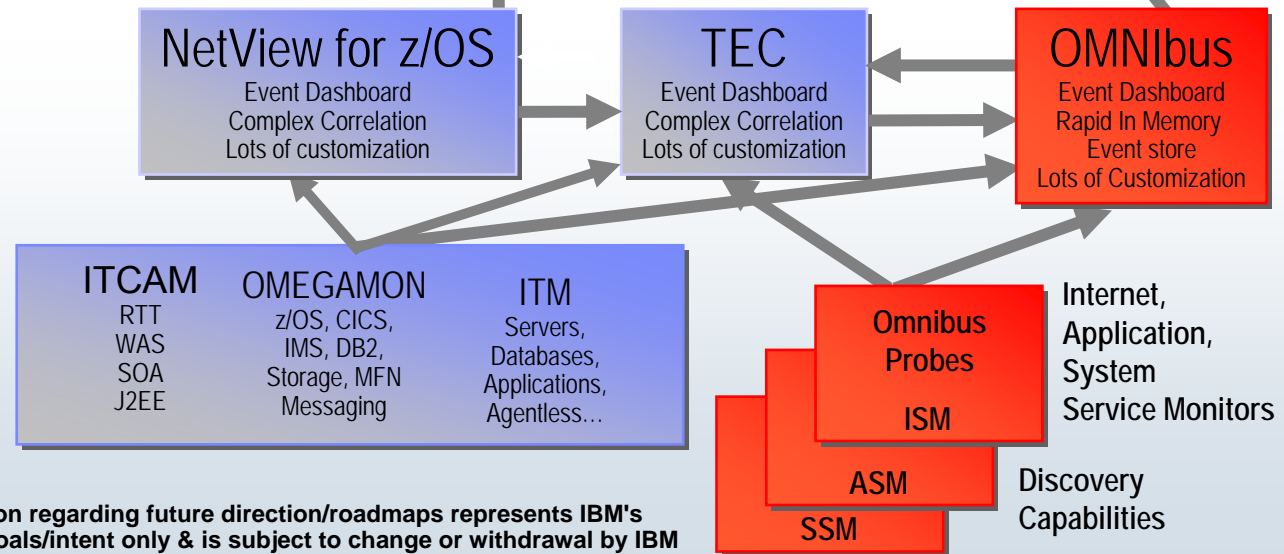 NetView for z/OS
Event Dashboard
Complex Correlation
Lots of customization
TEC
Event Dashboard
Complex Correlation
Lots of customization
OMNIbus
Event Dashboard
Rapid In Memory
Event store
Lots of Customization
ITCAM
RTT
WAS
SOA
J2EE
OMEGAMON
z/OS, CICS,
IMS, DB2,
Storage, MFN
Messaging
ITM
Servers,
Databases,
Applications,
Agentless…
Omnibus
Probes
ISM
ASM
SSM
Internet,
Application,
System
Service Monitors
Discovery
Capabilities
on regarding future direction/roadmaps represents IBM's
oals/intent only & is subject to change or withdrawal by IBM